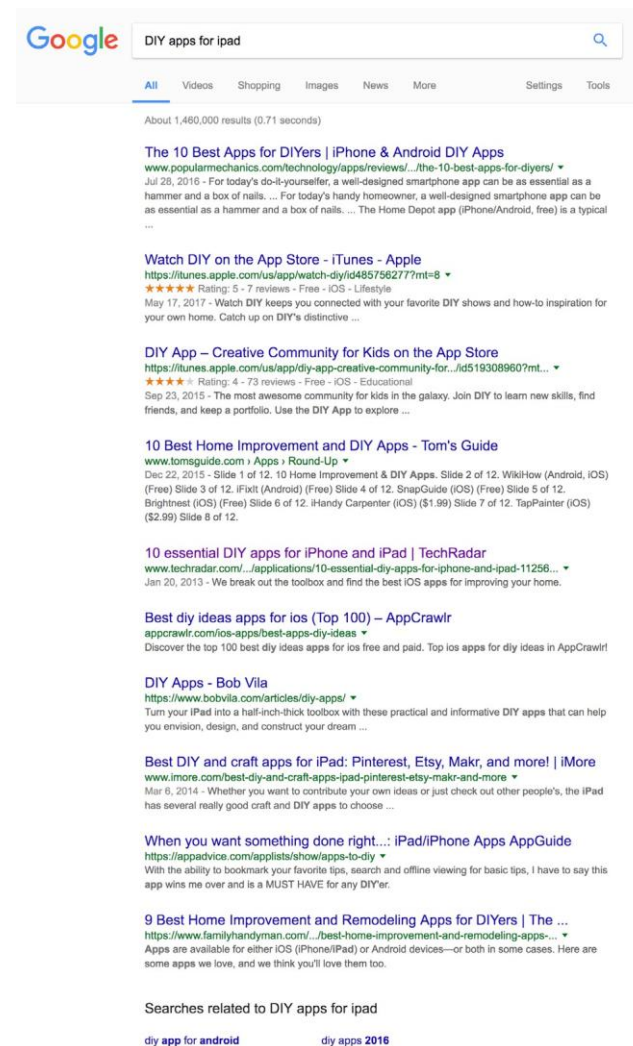 Google
DIY apps for ipad
All Videos Shopping Images News More Settings Tools
About 1,460,000 results (0.71 seconds)
The 10 Best Apps for DIYers | iPhone & Android DIY Apps
www.popularmechanics.com/technology/apps/reviews/.../the-10-best-apps-for-diyers/
Jul 28, 2016 - For today's do-it-yourselfer, a well-designed smartphone app can be as essential as a
hammer and a box of nails. ... For today's handy homeowner, a well-designed smartphone app can be
as essential as a hammer and a box of nails. ... The Home Depot app (iPhone/Android, free) is a typical
...
Watch DIY on the App Store - iTunes - Apple
https://itunes.apple.com/us/app/watch-diy/id485756277?mt=8
Rating: 5 - 7 reviews - Free - iOS - Lifestyle
May 17, 2017 - Watch DIY keeps you connected with your favorite DIY shows and how-to inspiration for
your own home. Catch up on DIY's distinctive ...
DIY App – Creative Community for Kids on the App Store
https://itunes.apple.com/us/app/diy-app-creative-community-for.../id519308960?mt...
Rating: 4 - 73 reviews - Free - iOS - Educational
Sep 23, 2015 - The most awesome community for kids in the galaxy. Join DIY to learn new skills, find
friends, and keep a portfolio. Use the DIY App to explore ...
10 Best Home Improvement and DIY Apps - Tom's Guide
www.tomsguide.com › Apps › Round-Up
Dec 22, 2015 - Slide 1 of 12. 10 Home Improvement & DIY Apps. Slide 2 of 12. WikiHow (Android, iOS)
(Free) Slide 3 of 12. iFixIt (Android) (Free) Slide 4 of 12. SnapGuide (iOS) (Free) Slide 5 of 12.
Brightnest (iOS) (Free) Slide 6 of 12. iHandy Carpenter (iOS) ($1.99) Slide 7 of 12. TapPainter (iOS)
($2.99) Slide 8 of 12.
10 essential DIY apps for iPhone and iPad | TechRadar
www.techradar.com/.../applications/10-essential-diy-apps-for-iphone-and-ipad-11256...
Jan 20, 2013 - We break out the toolbox and find the best iOS apps for improving your home.
Best diy ideas apps for ios (Top 100) – AppCrawlr
appcrawlr.com/ios-apps/best-apps-diy-ideas
Discover the top 100 best diy ideas apps for ios free and paid. Top ios apps for diy ideas in AppCrawlr!
DIY Apps - Bob Vila
https://www.bobvila.com/articles/diy-apps/
Turn your iPad into a half-inch-thick toolbox with these practical and informative DIY apps that can help
you envision, design, and construct your dream ...
Best DIY and craft apps for iPad: Pinterest, Etsy, Makr, and more! | iMore
www.imore.com/best-diy-and-craft-apps-ipad-pinterest-etsy-makr-and-more
Mar 6, 2014 - Whether you want to contribute your own ideas or just check out other people's, the iPad
has several really good craft and DIY apps to choose ...
When you want something done right...: iPad/iPhone Apps AppGuide
https://appadvice.com/applists/show/apps-to-diy
With the ability to bookmark your favorite tips, search and offline viewing for basic tips, I have to say this
app wins me over and is a MUST HAVE for any DIY'er.
9 Best Home Improvement and Remodeling Apps for DIYers | The ...
https://www.familyhandyman.com/.../best-home-improvement-and-remodeling-apps-...
Apps are available for either iOS (iPhone/iPad) or Android devices—or both in some cases. Here are
some apps we love, and we think you'll love them too.
Searches related to DIY apps for ipad
diy app for android diy apps 2016